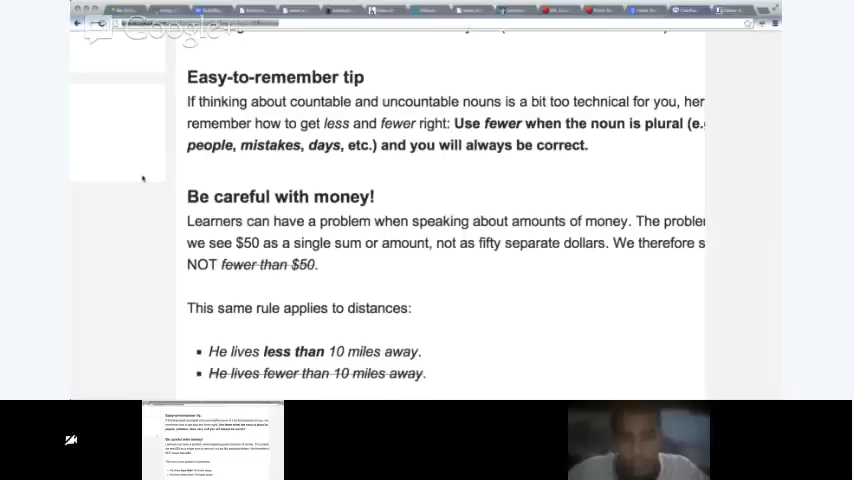 Google+
Easy-to-remember tip
If thinking about countable and uncountable nouns is a bit too technical for you, her
remember how to get less and fewer right: Use fewer when the noun is plural (e.
people, mistakes, days, etc.) and you will always be correct.
Be careful with money!
Learners can have a problem when speaking about amounts of money. The probler
we see $50 as a single sum or amount, not as fifty separate dollars. We therefore s
NOT fewer than $50.
This same rule applies to distances:
▪ He lives less than 10 miles away.
▪ He lives fewer than 10 miles away.